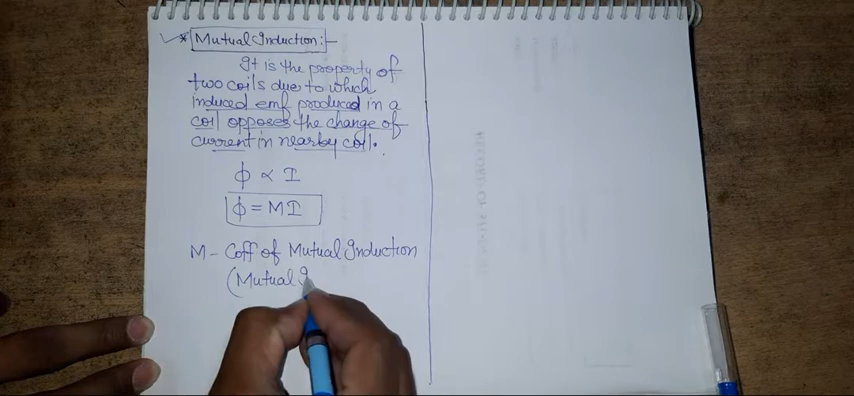 * Mutual Induction:-
It is the property of
two coils due to which
induced emf produced in a
coil opposes the change of
current in nearby coil.
ϕ ∝ I
ϕ = MI
M - Coff of Mutual Induction
(Mutual I